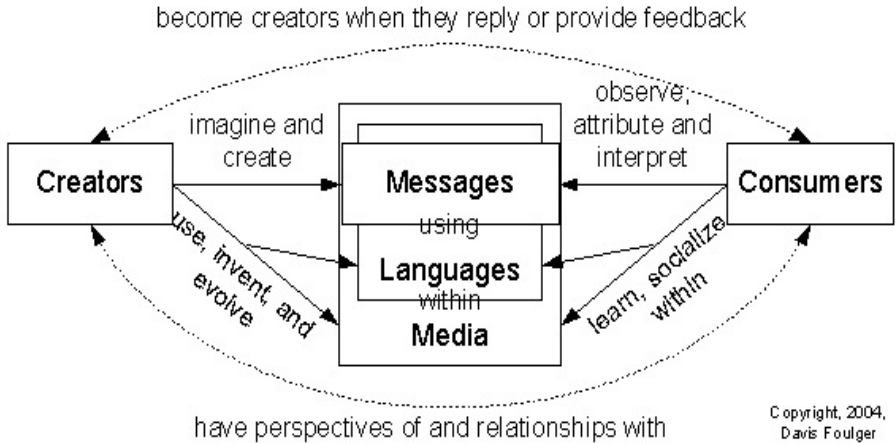 become creators when they reply or provide feedback
imagine and
create
observe,
attribute and
interpret
Creators
Messages
Consumers
using
use, invent, and
evolve
Languages
learn, socialize
within
within
Media
have perspectives of and relationships with
Copyright, 2004,
Davis Foulger